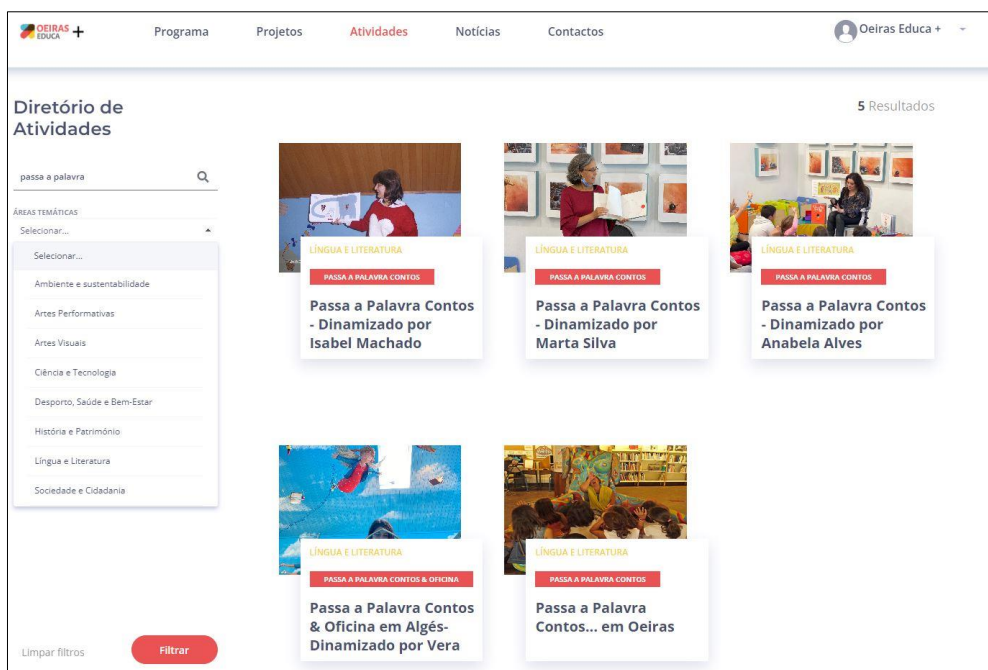 OEIRAS
EDUCA +
Programa
Projetos
Atividades
Notícias
Contactos
Oeiras Educa +
Diretório de
Atividades
5 Resultados
passa a palavra
ÁREAS TEMÁTICAS
Selecionar...
Selecionar...
Ambiente e sustentabilidade
Artes Performativas
Artes Visuais
Ciência e Tecnologia
Desporto, Saúde e Bem-Estar
História e Património
Língua e Literatura
Sociedade e Cidadania
Limpar filtros
Filtrar
LÍNGUA E LITERATURA
PASSA A PALAVRA CONTOS
Passa a Palavra Contos
- Dinamizado por
Isabel Machado
LÍNGUA E LITERATURA
PASSA A PALAVRA CONTOS
Passa a Palavra Contos
- Dinamizado por
Marta Silva
LÍNGUA E LITERATURA
PASSA A PALAVRA CONTOS
Passa a Palavra Contos
- Dinamizado por
Anabela Alves
LÍNGUA E LITERATURA
PASSA A PALAVRA CONTOS & OFICINA
Passa a Palavra Contos
& Oficina em Algés-
Dinamizado por Vera
LÍNGUA E LITERATURA
PASSA A PALAVRA CONTOS
Passa a Palavra
Contos... em Oeiras